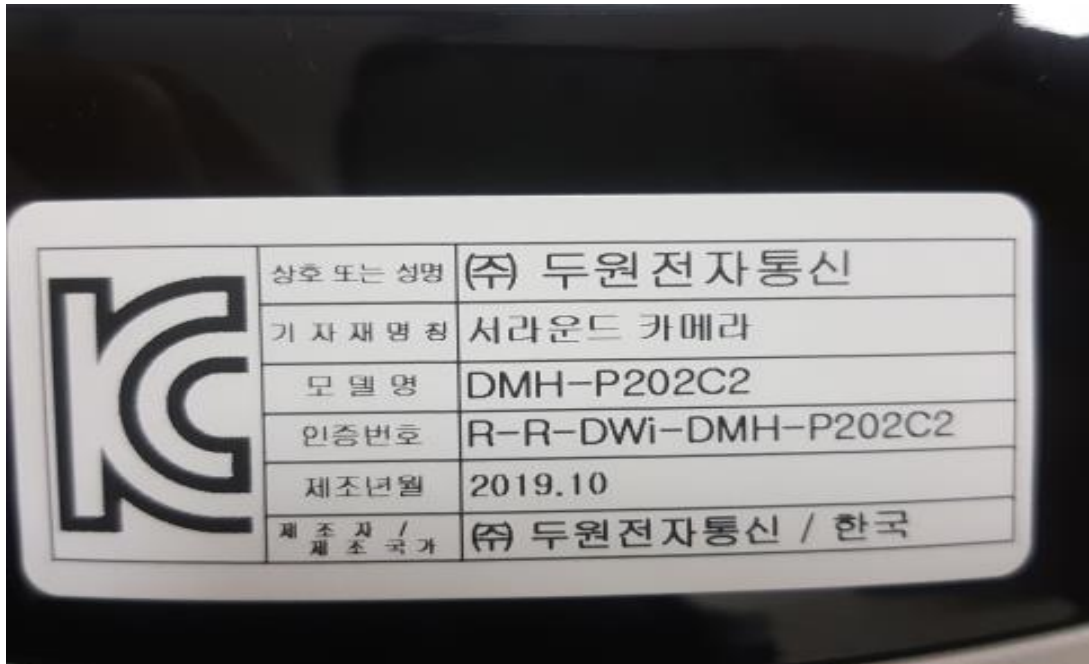 상호 또는 성명 ㈜ 두원전자통신
기자재명칭 서라운드 카메라
모델명 DMH-P202C2
인증번호 R-R-DWi-DMH-P202C2
제조년월 2019.10
제조자/제조국가 ㈜ 두원전자통신 / 한국